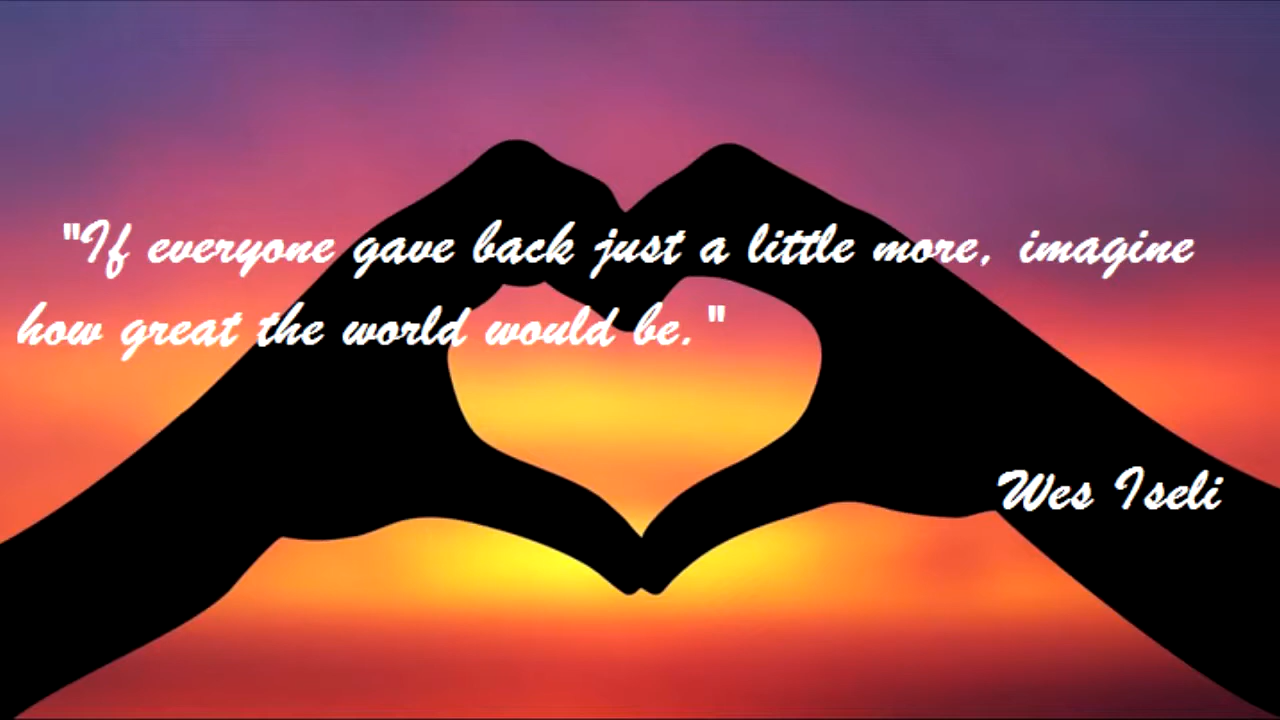 "If everyone gave back just a little more, imagine
how great the world would be."
Wes Iseli